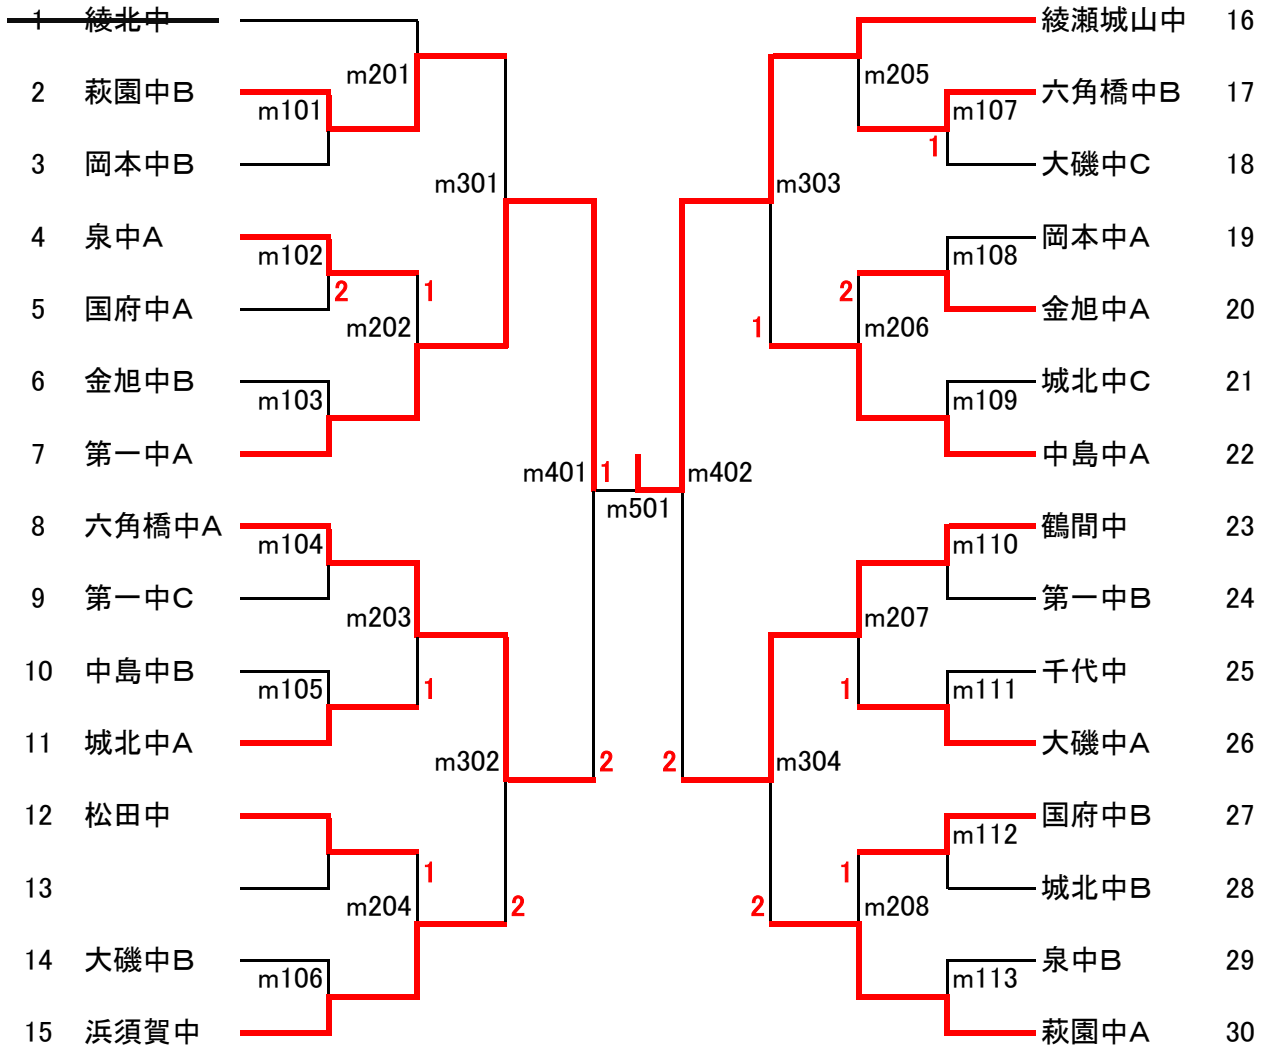 1 綾北中
2 萩園中B
3 岡本中B
4 泉中A
5 国府中A
6 金旭中B
7 第一中A
8 六角橋中A
9 第一中C
10 中島中B
11 城北中A
12 松田中
13
14 大磯中B
15 浜須賀中
m101
m102
2
m103
m104
m105
m106
m201
1
m202
m203
1
1
m204
m301
m302
2
m401
1
2
m501
m402
2
m303
1
m304
2
m205
2
m206
m207
1
1
m208
m107
1
m108
m109
m110
m111
m112
m113
綾瀬城山中 16
六角橋中B 17
大磯中C 18
岡本中A 19
金旭中A 20
城北中C 21
中島中A 22
鶴間中 23
第一中B 24
千代中 25
大磯中A 26
国府中B 27
城北中B 28
泉中B 29
萩園中A 30